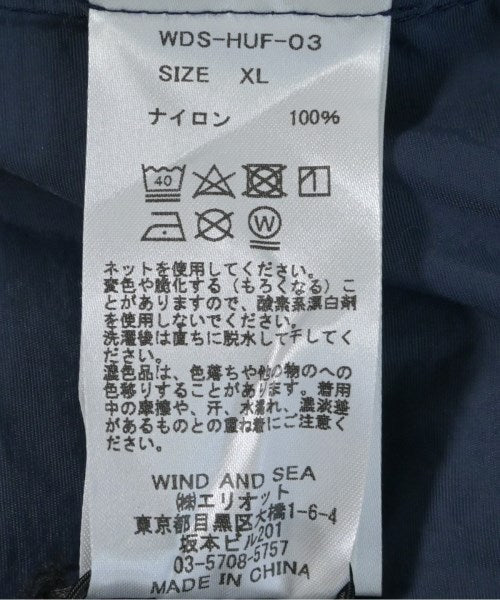 WDS-HUF-03
SIZE XL
ナイロン 100%
40
W
ネットを使用してください。
変色や脆化する（もろくなる）こ
とがありますので、酸素系漂白剤
を使用しないでください。
洗濯後は直ちに脱水して干してく
ださい。
濃色品は、色落ちや他の物のへの
色移りすることがあります。着用
中の摩擦や、汗、水濡れ、濃淡差
があるものとの重ね着にご注意く
ださい。
WIND AND SEA
㈱エリオット
東京都目黒区大橋1-6-4
坂本ビル201
03-5708-5757
MADE IN CHINA